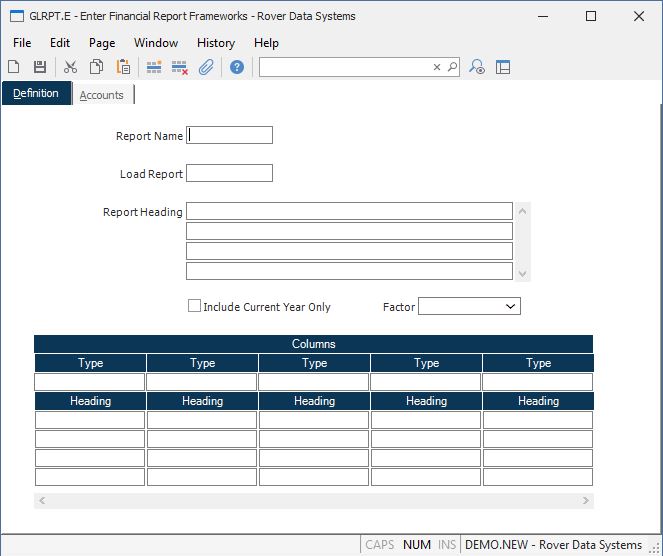 GLRPT.E - Enter Financial Report Frameworks - Rover Data Systems
File Edit Page Window History Help
Definition Accounts
Report Name
Load Report
Report Heading
Include Current Year Only Factor
Columns
Type Type Type Type Type
Heading Heading Heading Heading Heading
CAPS NUM INS DEMO.NEW - Rover Data Systems